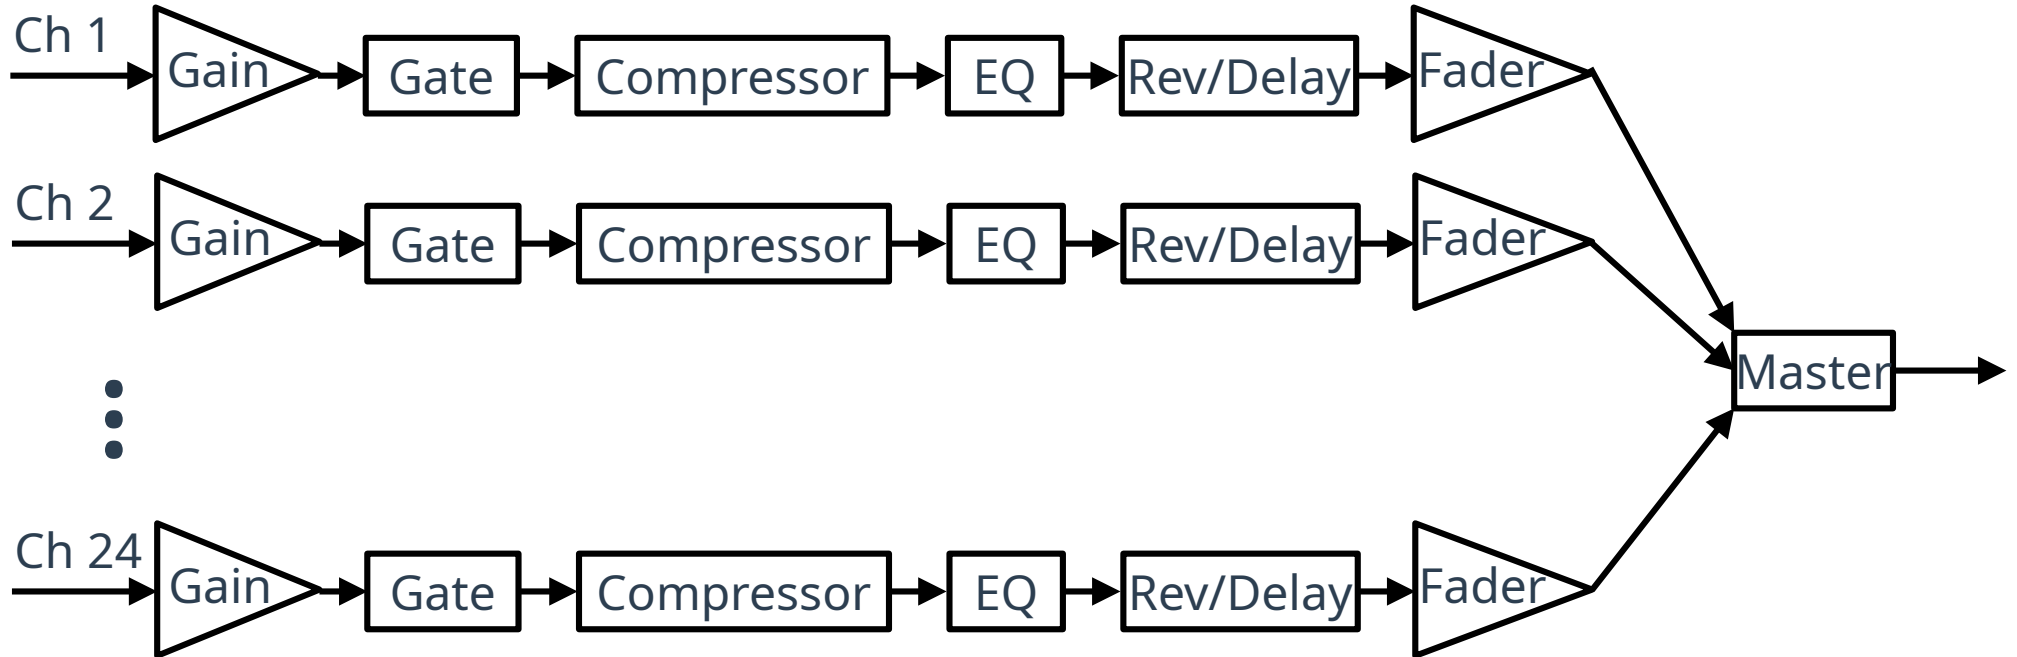 Ch 1
Gain Gate Compressor EQ Rev/Delay Fader
Ch 2
Gain Gate Compressor EQ Rev/Delay Fader
Master
Ch 24
Gain Gate Compressor EQ Rev/Delay Fader